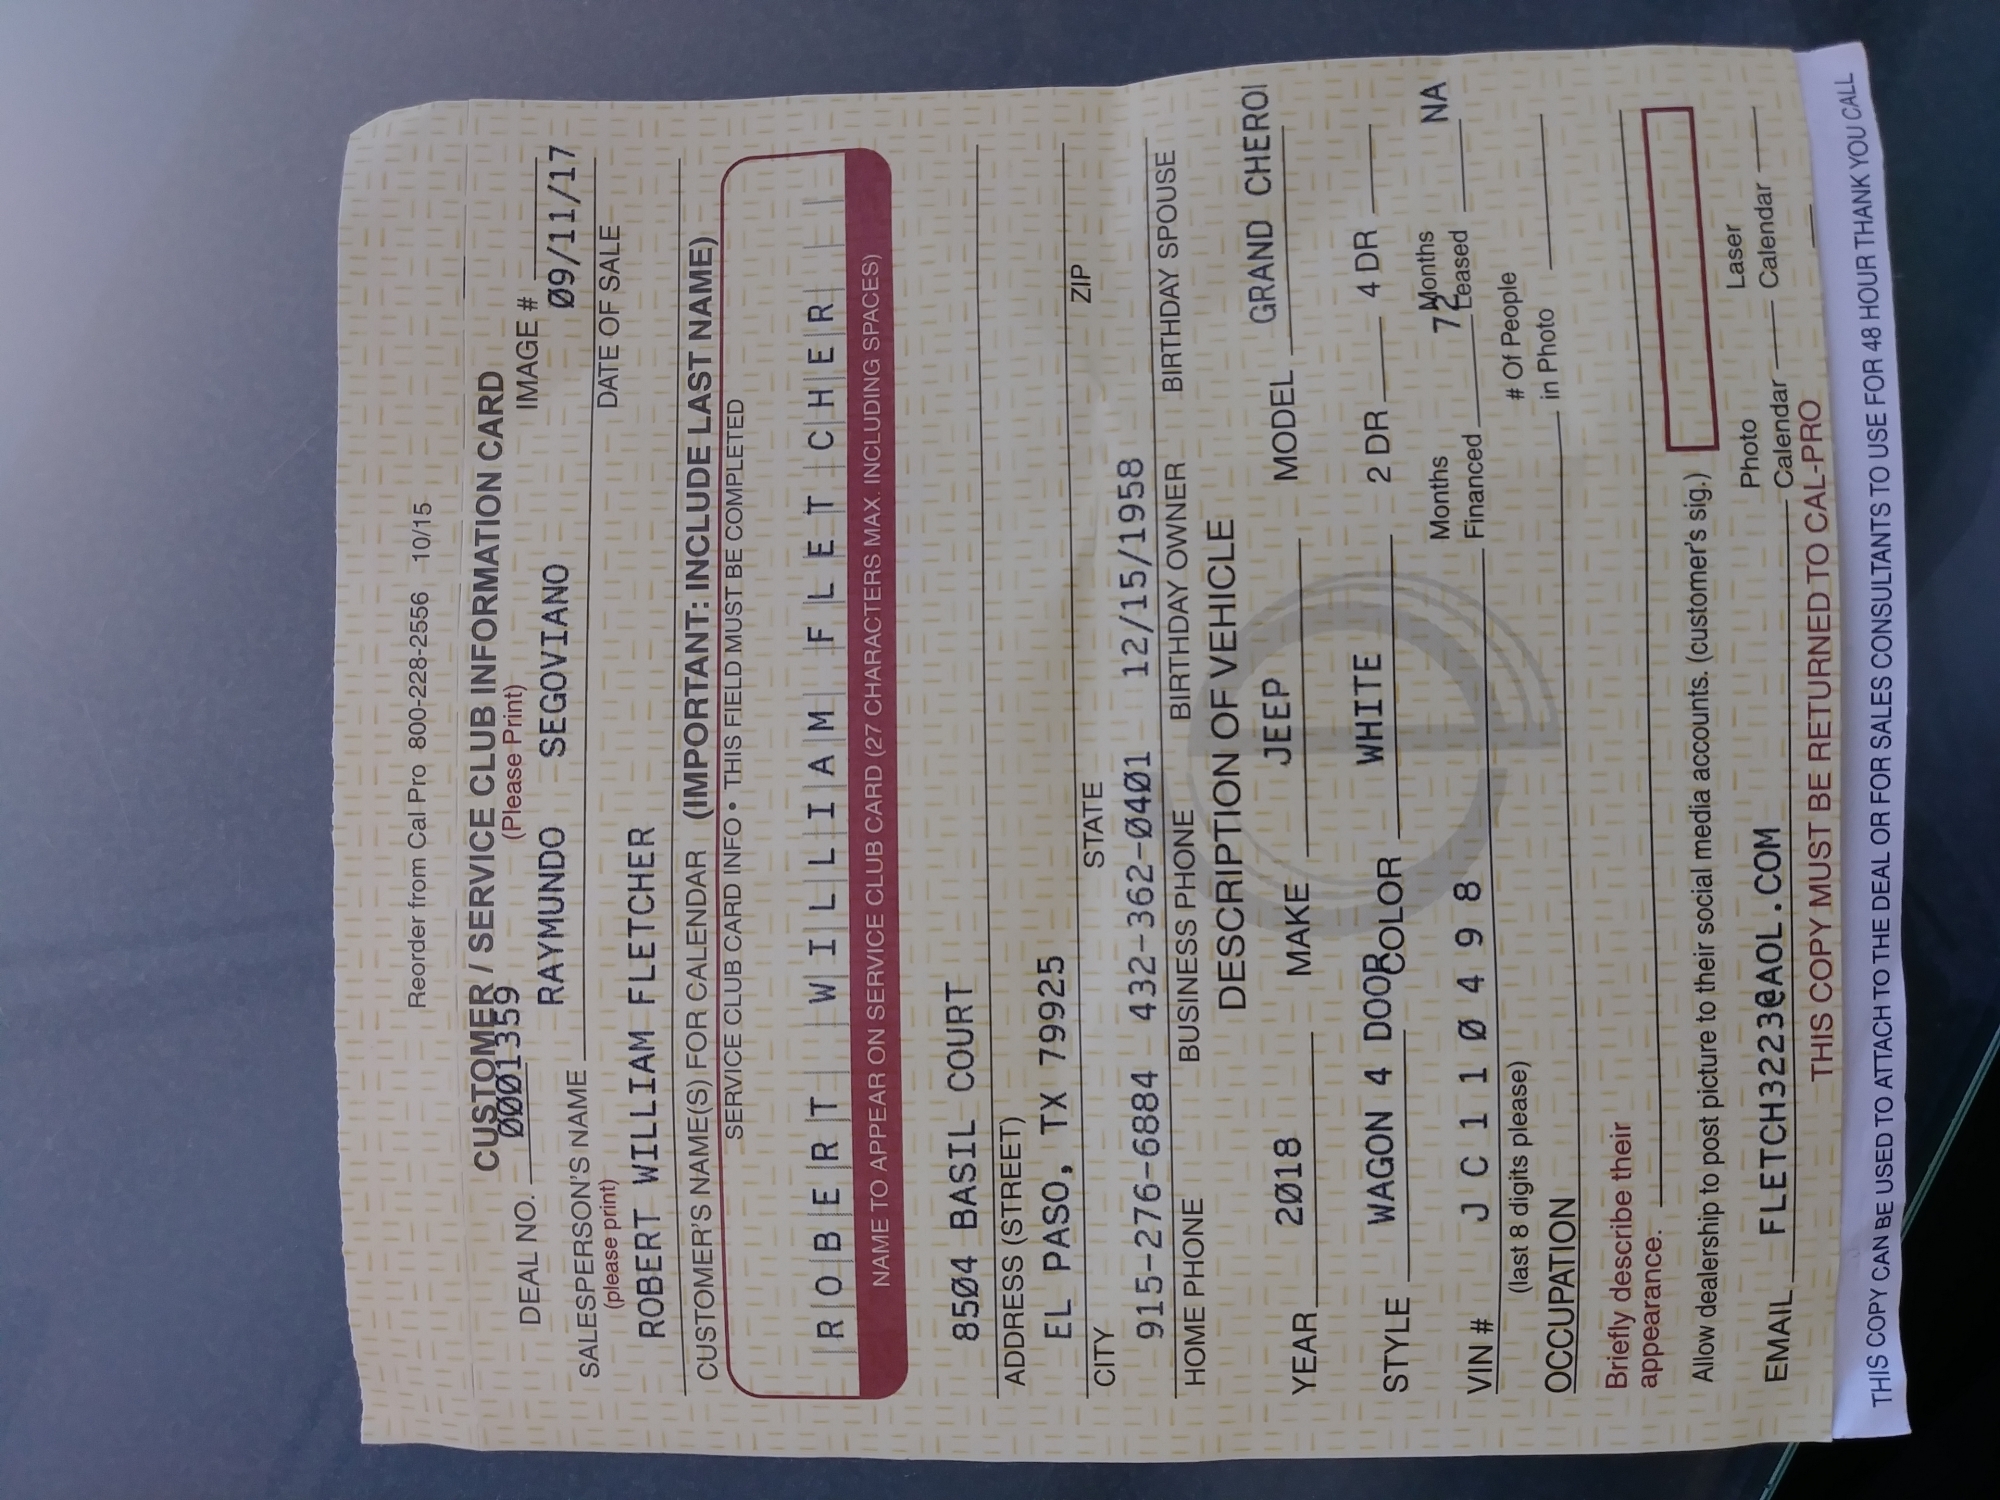 Reorder from Cal Pro 800-228-2556 10/15
CUSTOMER / SERVICE CLUB INFORMATION CARD
(Please Print)
DEAL NO. 0001359 IMAGE #
RAYMUNDO SEGOVIANO 09/11/17
SALESPERSON'S NAME DATE OF SALE
(please print)
ROBERT WILLIAM FLETCHER
CUSTOMER'S NAME(S) FOR CALENDAR (IMPORTANT: INCLUDE LAST NAME)
SERVICE CLUB CARD INFO • THIS FIELD MUST BE COMPLETED
ROBERT WILLIAM FLETCHER
NAME TO APPEAR ON SERVICE CLUB CARD (27 CHARACTERS MAX. INCLUDING SPACES)
8504 BASIL COURT
ADDRESS (STREET)
EL PASO, TX 79925
CITY STATE ZIP
915-276-6884 432-362-0401 12/15/1958
HOME PHONE BUSINESS PHONE BIRTHDAY OWNER BIRTHDAY SPOUSE
DESCRIPTION OF VEHICLE
YEAR 2018 MAKE JEEP MODEL GRAND CHEROK
STYLE WAGON 4 DOOR COLOR WHITE 2 DR 4 DR
VIN # J C 1 1 0 4 9 8 Months Financed 72 Months Leased NA
(last 8 digits please)
OCCUPATION # Of People in Photo
Briefly describe their
appearance.
Allow dealership to post picture to their social media accounts. (customer's sig.)
EMAIL FLETCH3223@AOL.COM Photo Calendar Laser Calendar
THIS COPY MUST BE RETURNED TO CAL-PRO
THIS COPY CAN BE USED TO ATTACH TO THE DEAL OR FOR SALES CONSULTANTS TO USE FOR 48 HOUR THANK YOU CALL